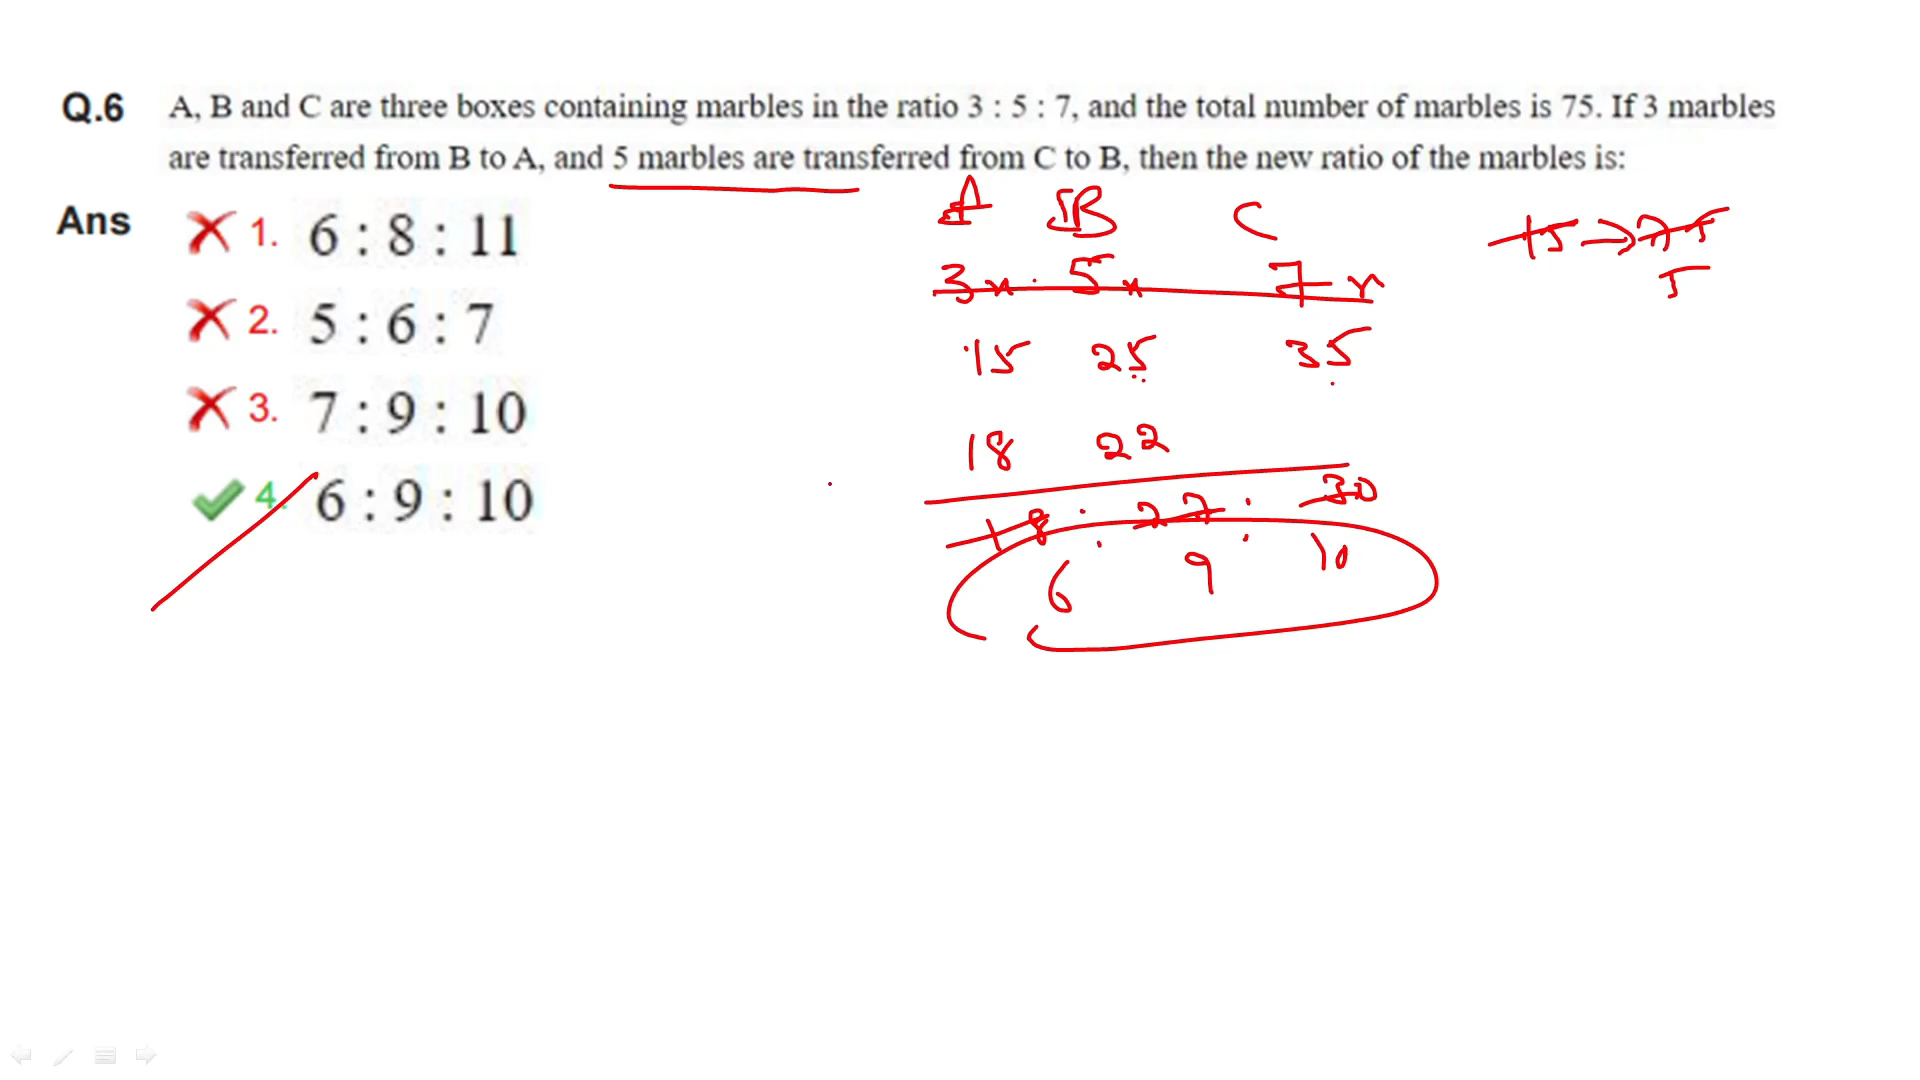 Q.6 A, B and C are three boxes containing marbles in the ratio 3 : 5 : 7, and the total number of marbles is 75. If 3 marbles
are transferred from B to A, and 5 marbles are transferred from C to B, then the new ratio of the marbles is:
Ans
1. 6 : 8 : 11
2. 5 : 6 : 7
3. 7 : 9 : 10
4. 6 : 9 : 10
A B C
15 → 75
5
3x 5x 7x
15 25 35
18 22
18 : 27 : 30
6 : 9 : 10